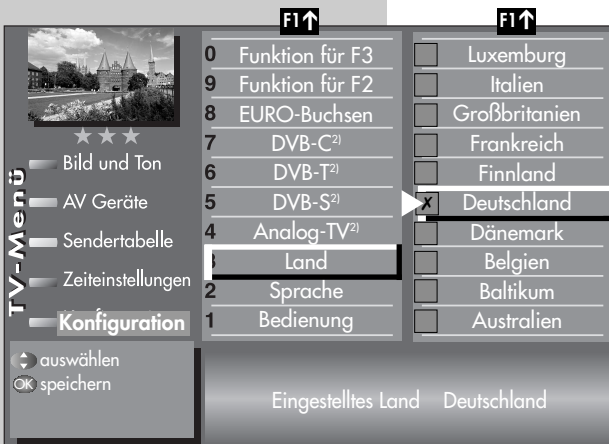 F1↑
F1↑
TV-Menü
Bild und Ton
AV Geräte
Sendertabelle
Zeiteinstellungen
Konfiguration
auswählen
OK speichern
0 Funktion für F3
9 Funktion für F2
8 EURO-Buchsen
7 DVB-C²⁾
6 DVB-T²⁾
5 DVB-S²⁾
4 Analog-TV²⁾
3 Land
2 Sprache
1 Bedienung
Luxemburg
Italien
Großbritanien
Frankreich
Finnland
✗ Deutschland
Dänemark
Belgien
Baltikum
Australien
Eingestelltes Land Deutschland